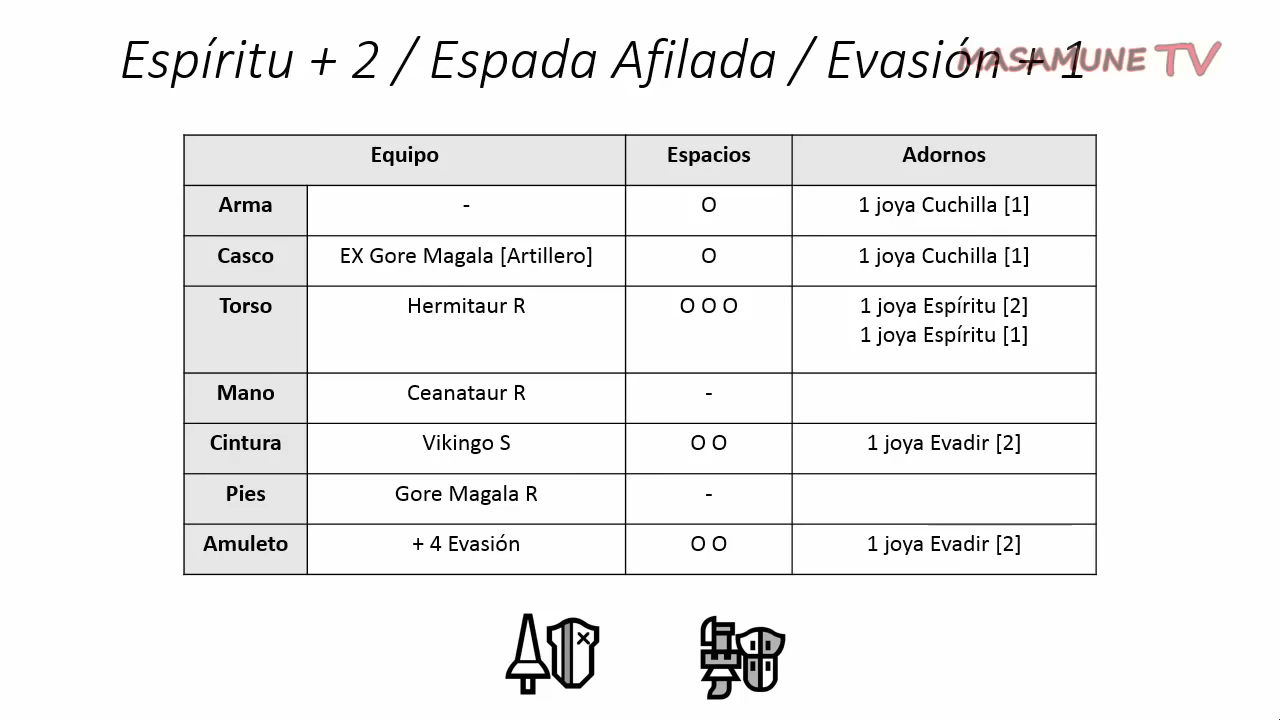 Espíritu + 2 / Espada Afilada / Evasión + 1
MASAMUNE TV
Equipo Espacios Adornos
Arma - O 1 joya Cuchilla [1]
Casco EX Gore Magala [Artillero] O 1 joya Cuchilla [1]
Torso Hermitaur R O O O 1 joya Espíritu [2]
1 joya Espíritu [1]
Mano Ceanataur R -
Cintura Vikingo S O O 1 joya Evadir [2]
Pies Gore Magala R -
Amuleto + 4 Evasión O O 1 joya Evadir [2]